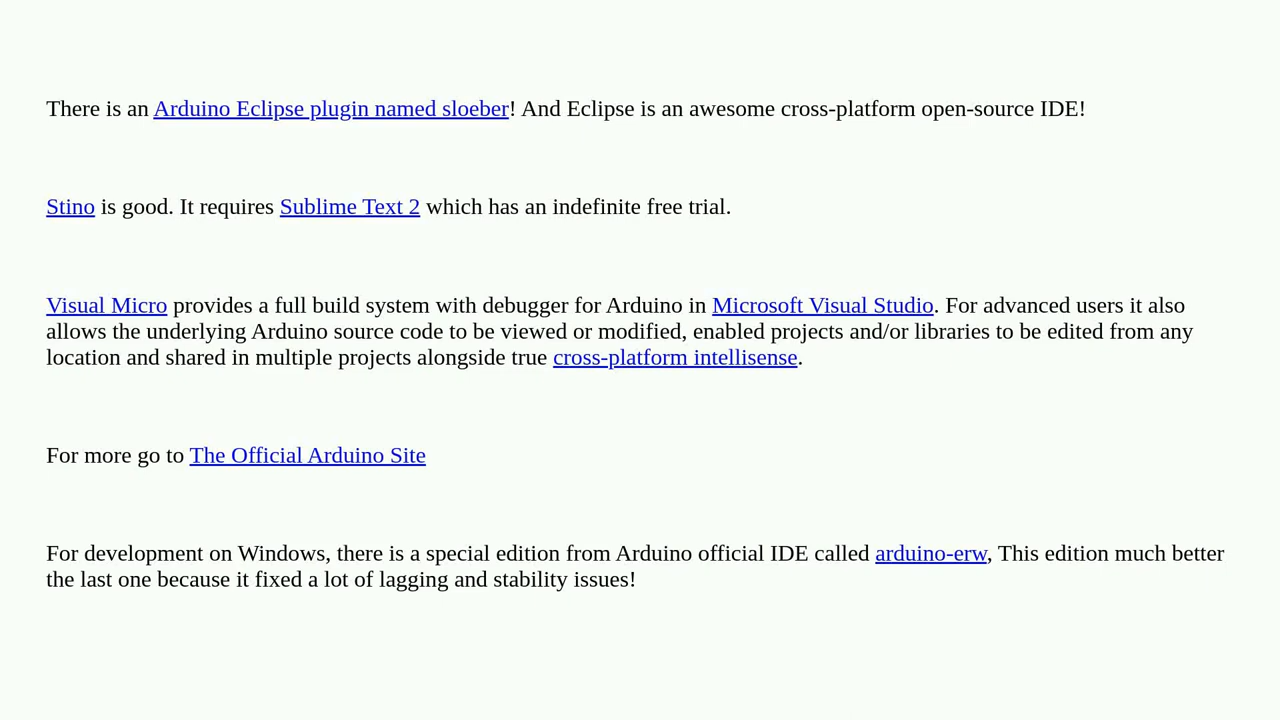 There is an Arduino Eclipse plugin named sloeber! And Eclipse is an awesome cross-platform open-source IDE!
Stino is good. It requires Sublime Text 2 which has an indefinite free trial.
Visual Micro provides a full build system with debugger for Arduino in Microsoft Visual Studio. For advanced users it also
allows the underlying Arduino source code to be viewed or modified, enabled projects and/or libraries to be edited from any
location and shared in multiple projects alongside true cross-platform intellisense.
For more go to The Official Arduino Site
For development on Windows, there is a special edition from Arduino official IDE called arduino-erw, This edition much better
the last one because it fixed a lot of lagging and stability issues!